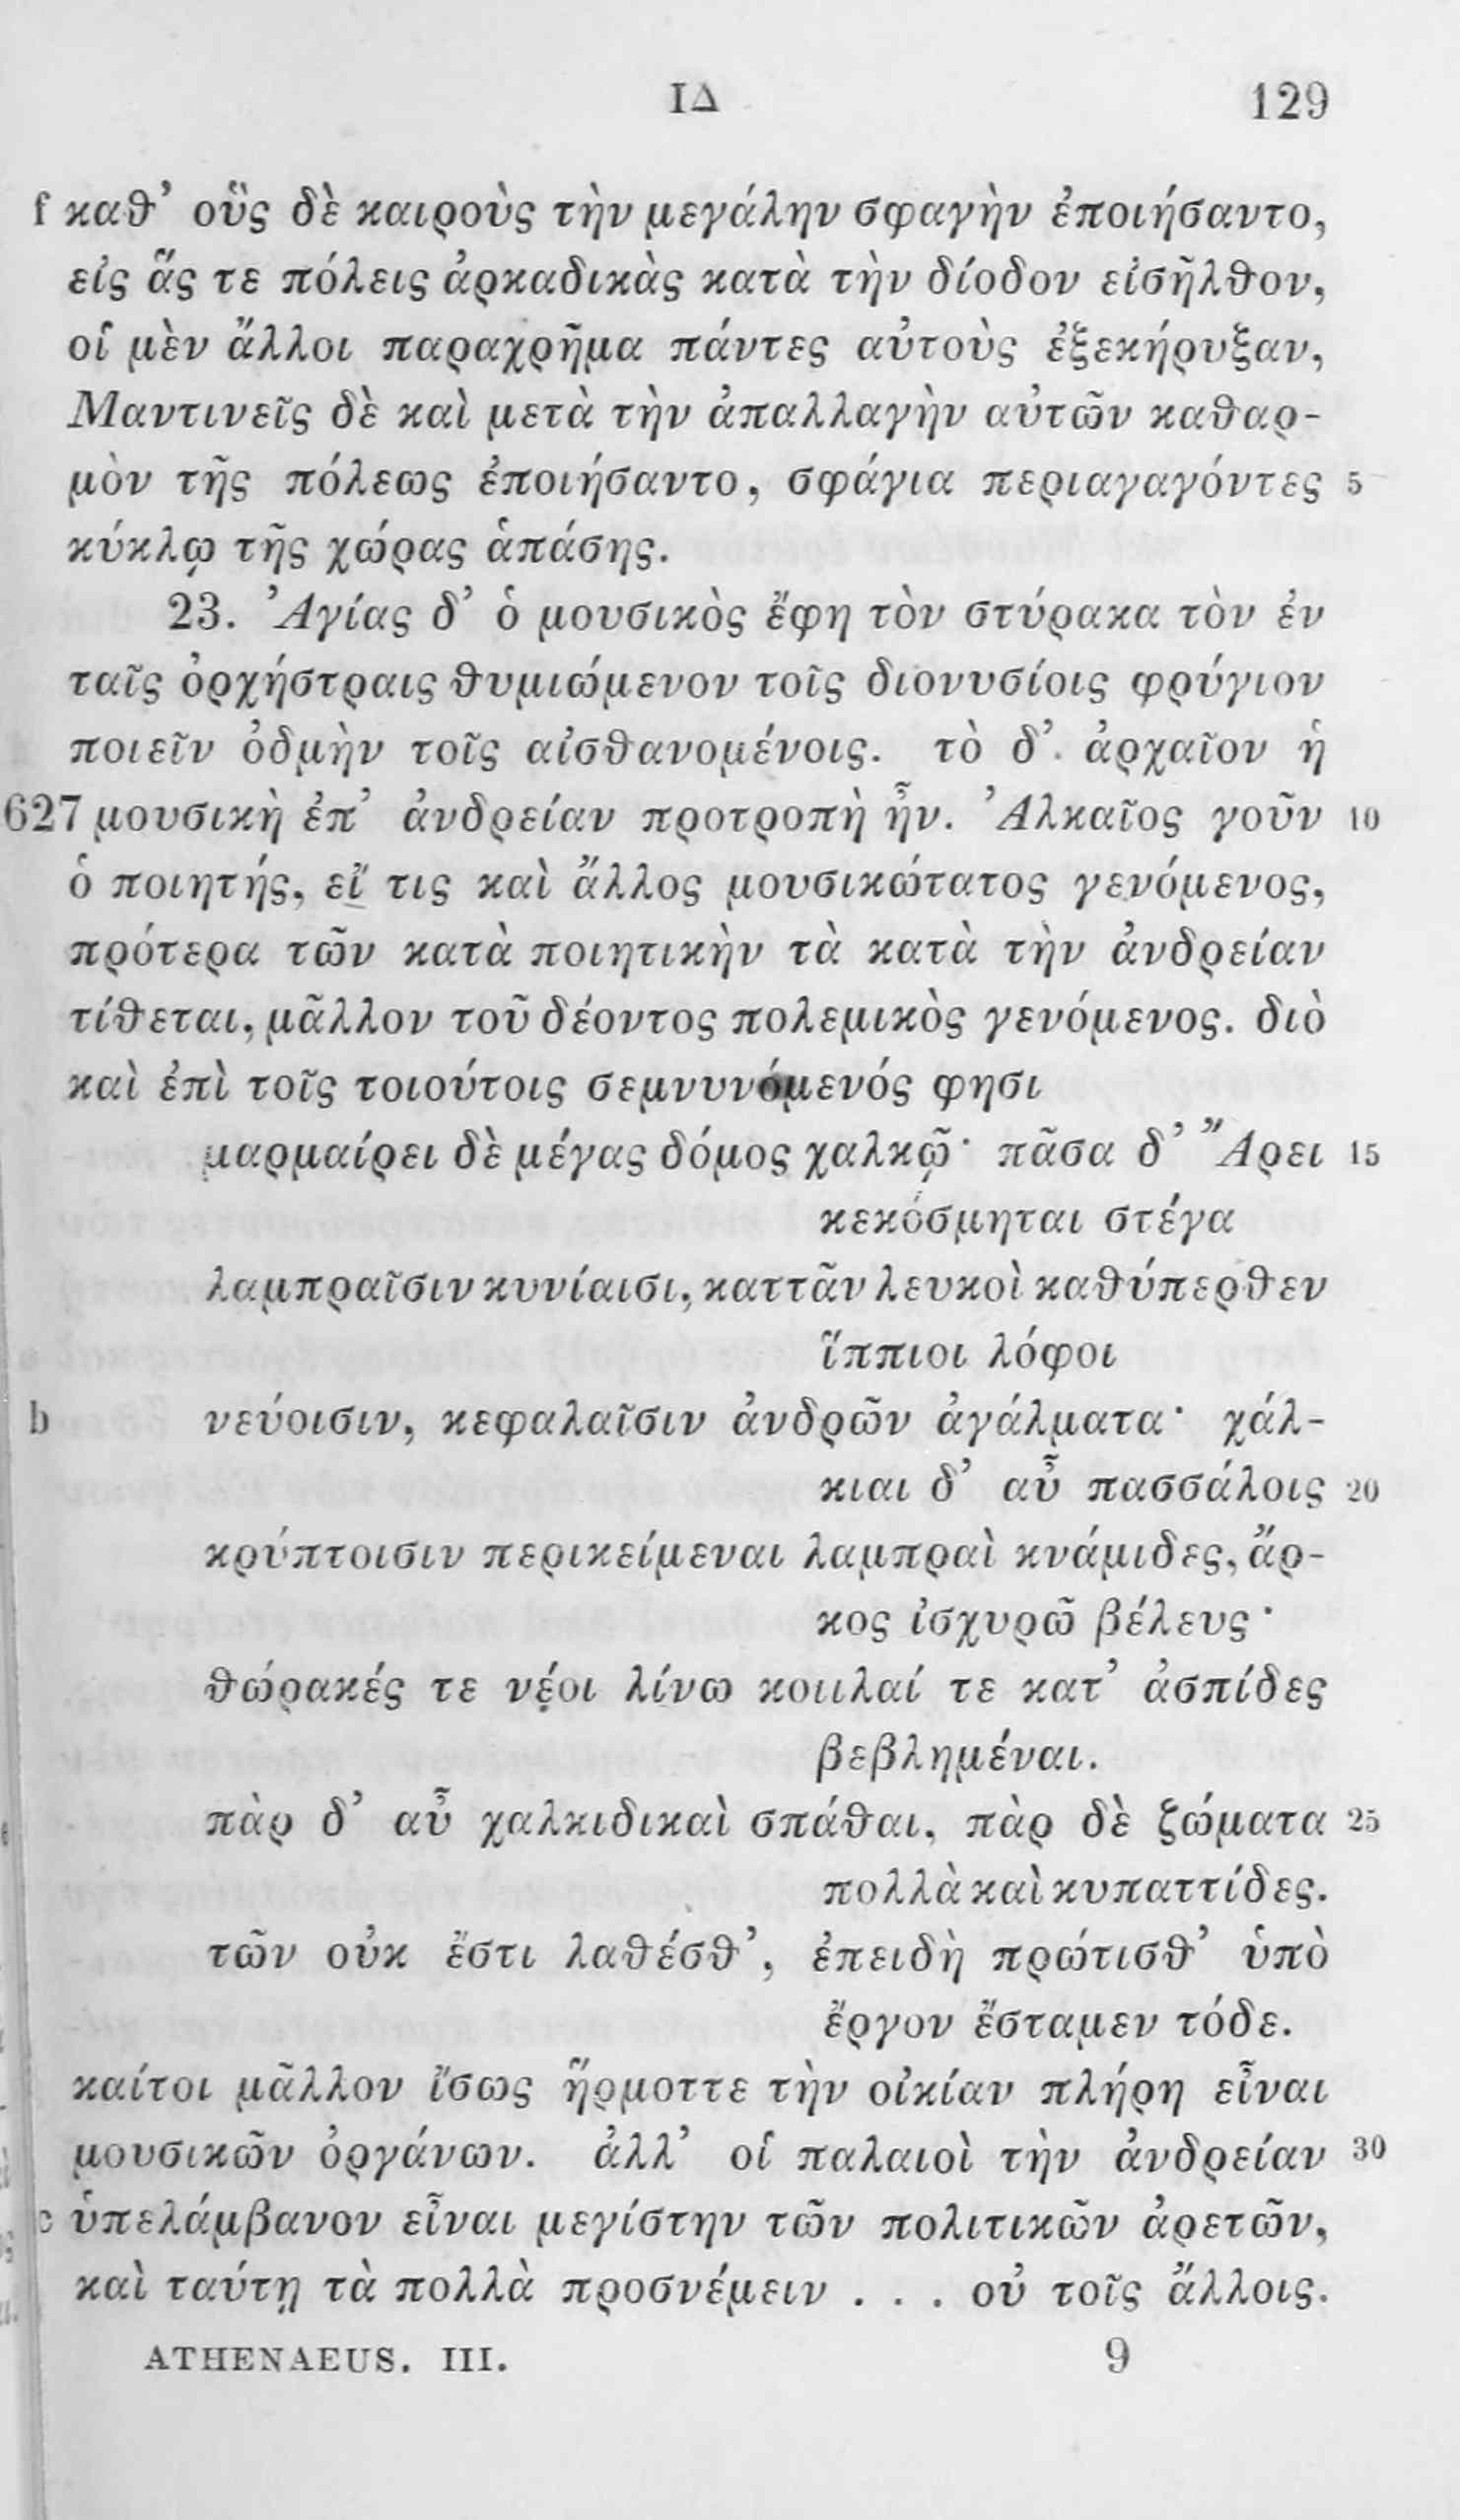 ΙΔ 129
f καθ’ οὓς δὲ καιροὺς τὴν μεγάλην σφαγὴν ἐποιήσαντο,
εἰς ἅς τε πόλεις ἀρκαδικὰς κατὰ τὴν δίοδον εἰσῆλθον,
οἱ μὲν ἄλλοι παραχρῆμα πάντες αὐτοὺς ἐξεκήρυξαν,
Μαντινεῖς δὲ καὶ μετὰ τὴν ἀπαλλαγὴν αὐτῶν καθαρ-
μὸν τῆς πόλεως ἐποιήσαντο, σφάγια περιαγαγόντες 5
κύκλῳ τῆς χώρας ἁπάσης.
23. Ἀγίας δ’ ὁ μουσικὸς ἔφη τὸν στύρακα τὸν ἐν
ταῖς ὀρχήστραις θυμιώμενον τοῖς διονυσίοις φρύγιον
ποιεῖν ὀδμὴν τοῖς αἰσθανομένοις. τὸ δ’ ἀρχαῖον ἡ
627 μουσικὴ ἐπ’ ἀνδρείαν προτροπὴ ἦν. Ἀλκαῖος γοῦν 10
ὁ ποιητής, εἴ τις καὶ ἄλλος μουσικώτατος γενόμενος,
πρότερα τῶν κατὰ ποιητικὴν τὰ κατὰ τὴν ἀνδρείαν
τίθεται, μᾶλλον τοῦ δέοντος πολεμικὸς γενόμενος. διὸ
καὶ ἐπὶ τοῖς τοιούτοις σεμνυνόμενός φησι
μαρμαίρει δὲ μέγας δόμος χαλκῷ· πᾶσα δ’ Ἄρει 15
κεκόσμηται στέγα
λαμπραῖσιν κυνίαισι, καττᾶν λευκοὶ καθύπερθεν
ἵππιοι λόφοι
b νεύοισιν, κεφαλαῖσιν ἀνδρῶν ἀγάλματα· χάλ-
κιαι δ’ αὖ πασσάλοις 20
κρύπτοισιν περικείμεναι λαμπραὶ κνάμιδες, ἄρ-
κος ἰσχυρῶ βέλευς·
θώρακές τε νέοι λίνω κοιιλαί τε κατ’ ἀσπίδες
βεβλημέναι.
πὰρ δ’ αὖ χαλκιδικαὶ σπάθαι, πὰρ δὲ ζώματα 25
πολλὰ καὶ κυπαττίδες.
τῶν οὐκ ἔστι λαθέσθ’, ἐπειδὴ πρώτισθ’ ὑπὸ
ἔργον ἔσταμεν τόδε.
καίτοι μᾶλλον ἴσως ἥρμοττε τὴν οἰκίαν πλήρη εἶναι
μουσικῶν ὀργάνων. ἀλλ’ οἱ παλαιοὶ τὴν ἀνδρείαν 30
c ὑπελάμβανον εἶναι μεγίστην τῶν πολιτικῶν ἀρετῶν,
καὶ ταύτῃ τὰ πολλὰ προσνέμειν . . . οὐ τοῖς ἄλλοις.
ATHENAEUS. III. 9